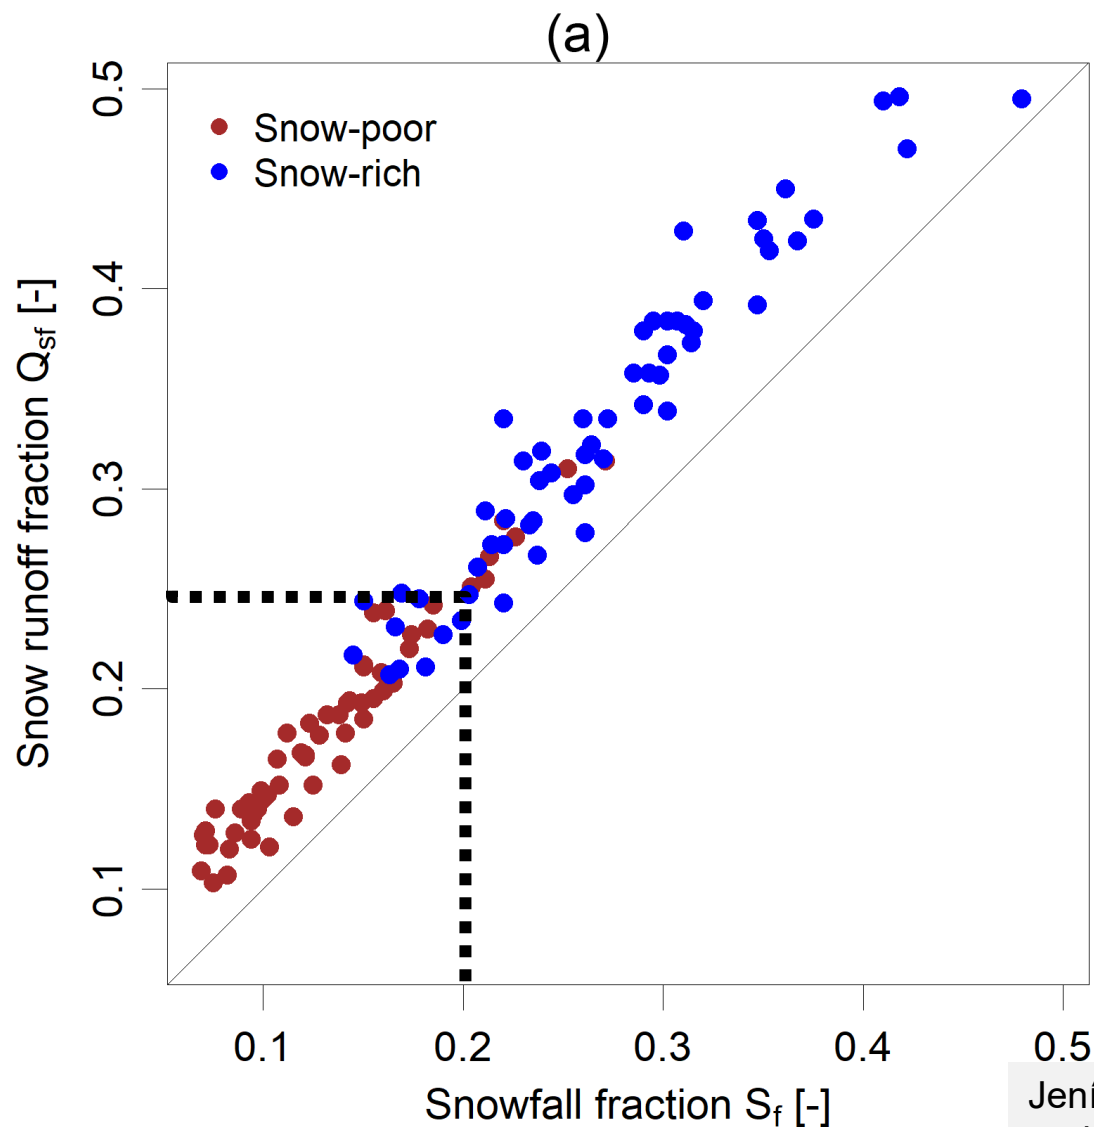 (a)
Snow-poor
Snow-rich
Snow runoff fraction Qsf [-]
0.5
0.4
0.3
0.2
0.1
0.1 0.2 0.3 0.4 0.5
Snowfall fraction Sf [-]